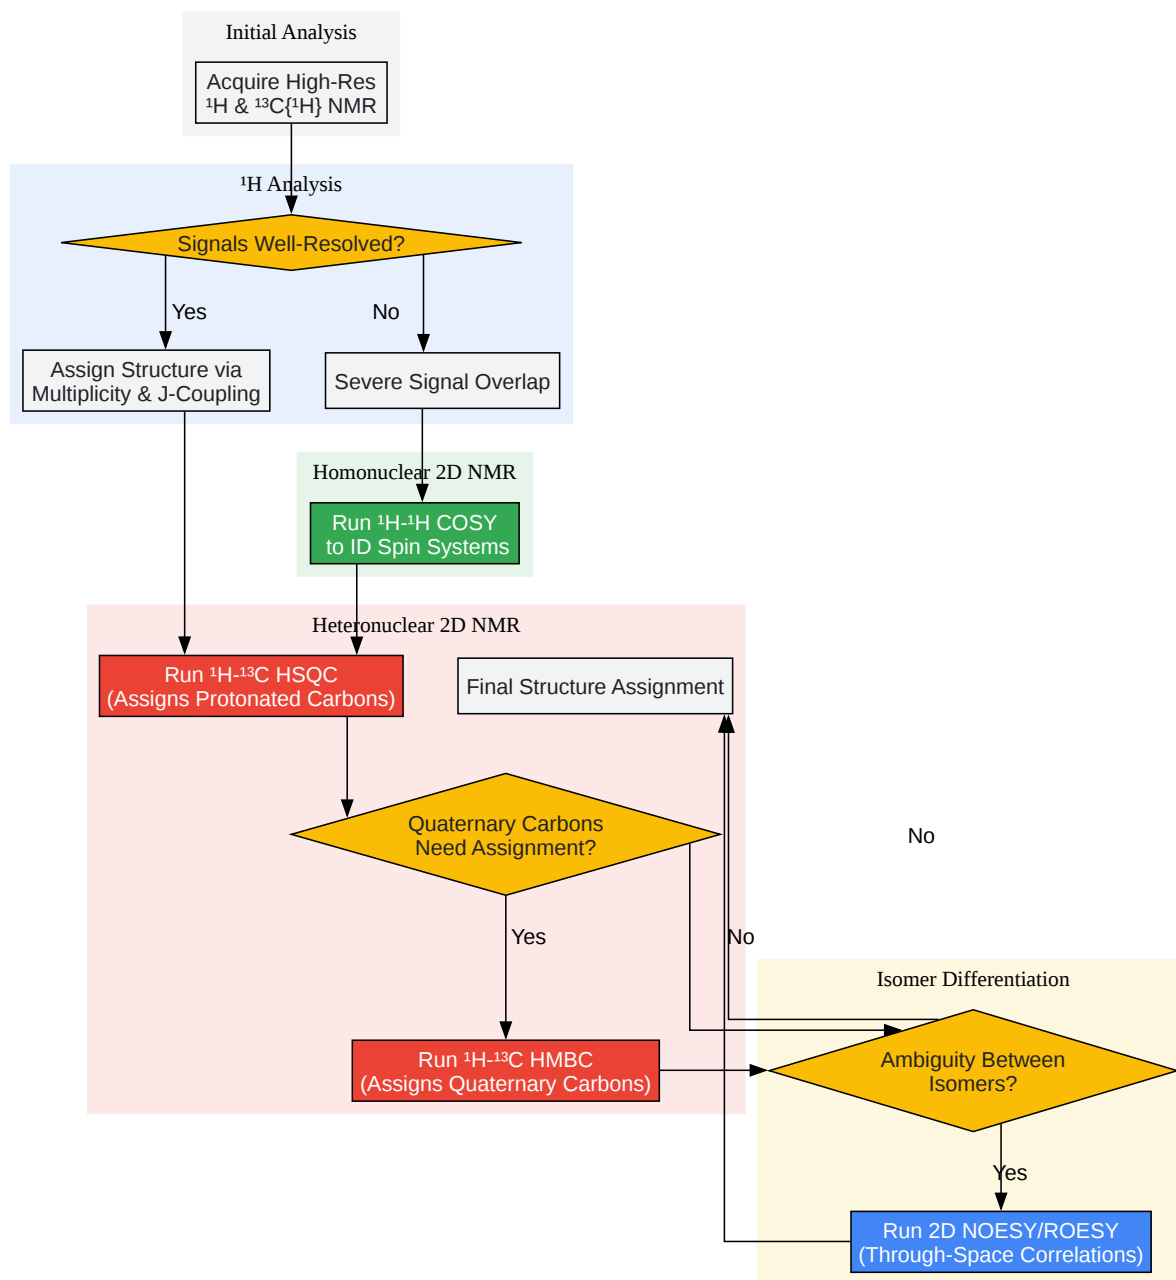 Initial Analysis
Acquire High-Res
¹H & ¹³C{¹H} NMR
¹H Analysis
Signals Well-Resolved?
Yes
No
Assign Structure via
Multiplicity & J-Coupling
Severe Signal Overlap
Homonuclear 2D NMR
Run ¹H-¹H COSY
to ID Spin Systems
Heteronuclear 2D NMR
Run ¹H-¹³C HSQC
(Assigns Protonated Carbons)
Final Structure Assignment
Quaternary Carbons
Need Assignment?
No
Yes
No
Isomer Differentiation
Run ¹H-¹³C HMBC
(Assigns Quaternary Carbons)
Ambiguity Between
Isomers?
Yes
Run 2D NOESY/ROESY
(Through-Space Correlations)